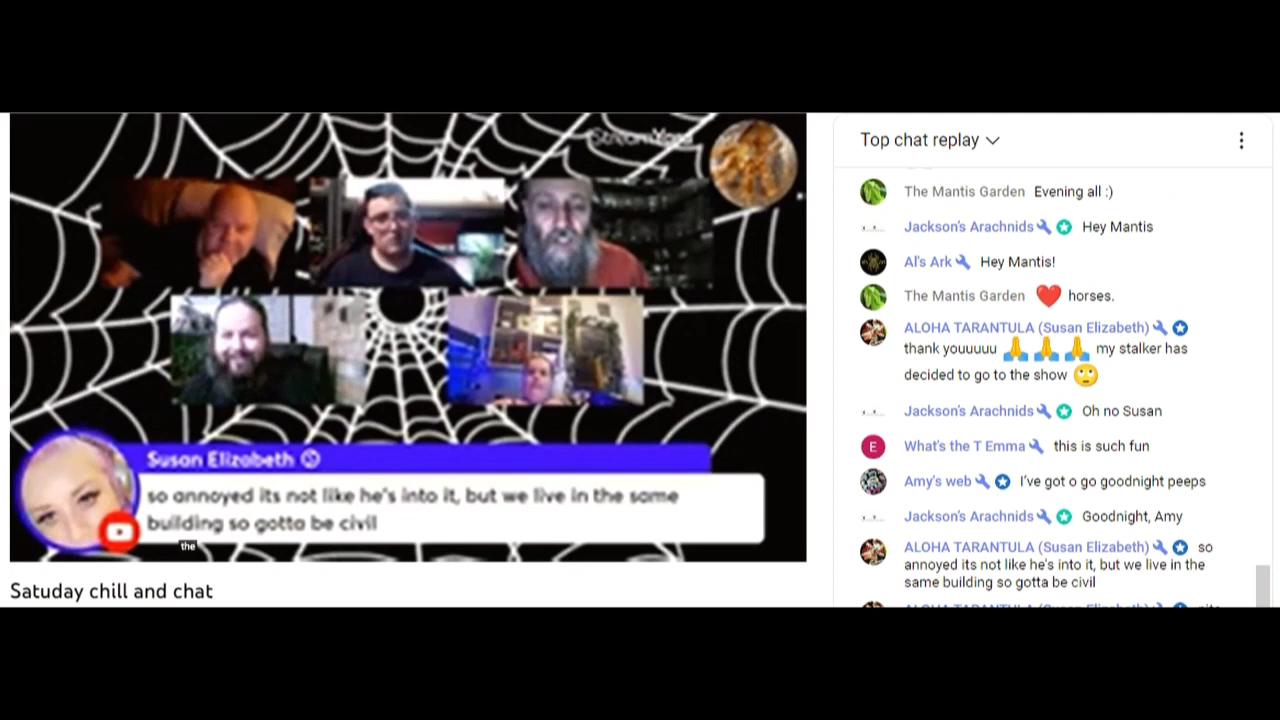 StreamYard
Susan Elizabeth
so annoyed its not like he's into it, but we live in the same
building so gotta be civil
the
Satuday chill and chat
Top chat replay
The Mantis Garden Evening all :)
Jackson's Arachnids Hey Mantis
Al's Ark Hey Mantis!
The Mantis Garden ❤️ horses.
ALOHA TARANTULA (Susan Elizabeth)
thank youuuuu 🙏 🙏 🙏 my stalker has
decided to go to the show 🙄
Jackson's Arachnids Oh no Susan
E What's the T Emma this is such fun
Amy's web I've got o go goodnight peeps
Jackson's Arachnids Goodnight, Amy
ALOHA TARANTULA (Susan Elizabeth) so
annoyed its not like he's into it, but we live in the
same building so gotta be civil